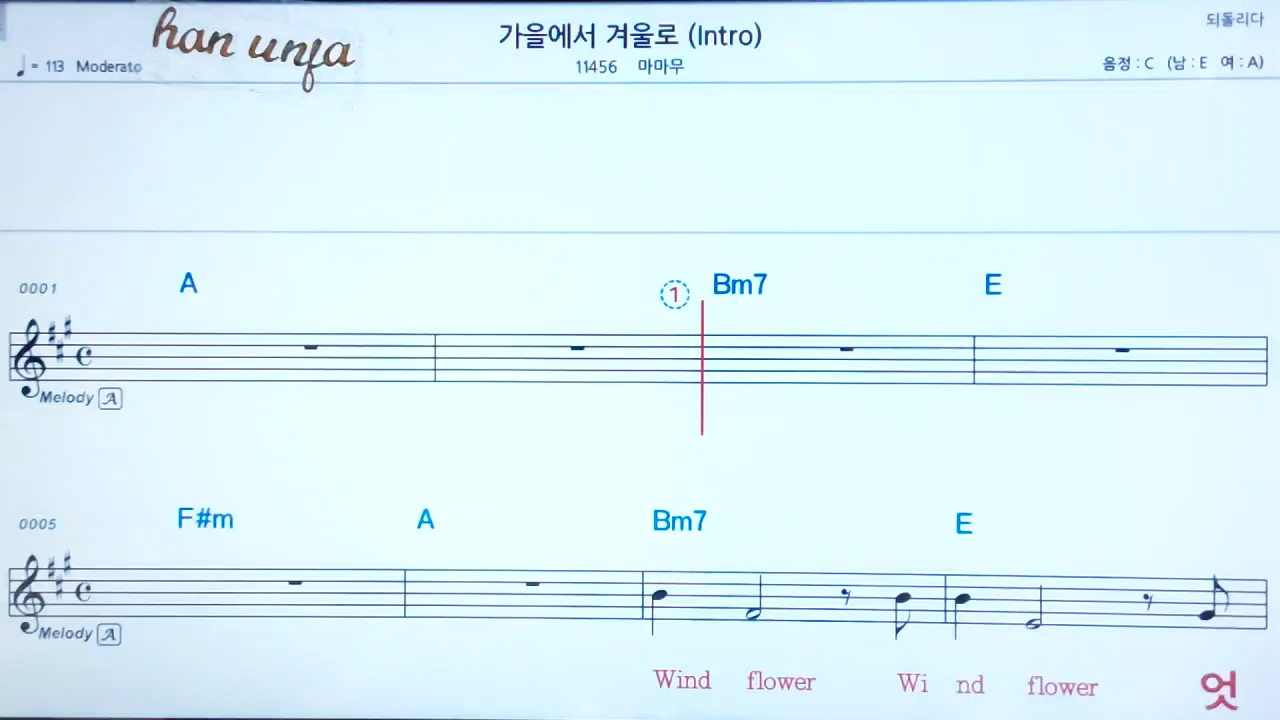 되돌리다
han unfa
가을에서 겨울로 (Intro)
♩= 113 Moderato
11456 마마무
음정 : C (남 : E 여 : A)
0001 A ① Bm7 E
Melody A
0005 F#m A Bm7 E
Melody A
Wind flower Wi nd flower 엇